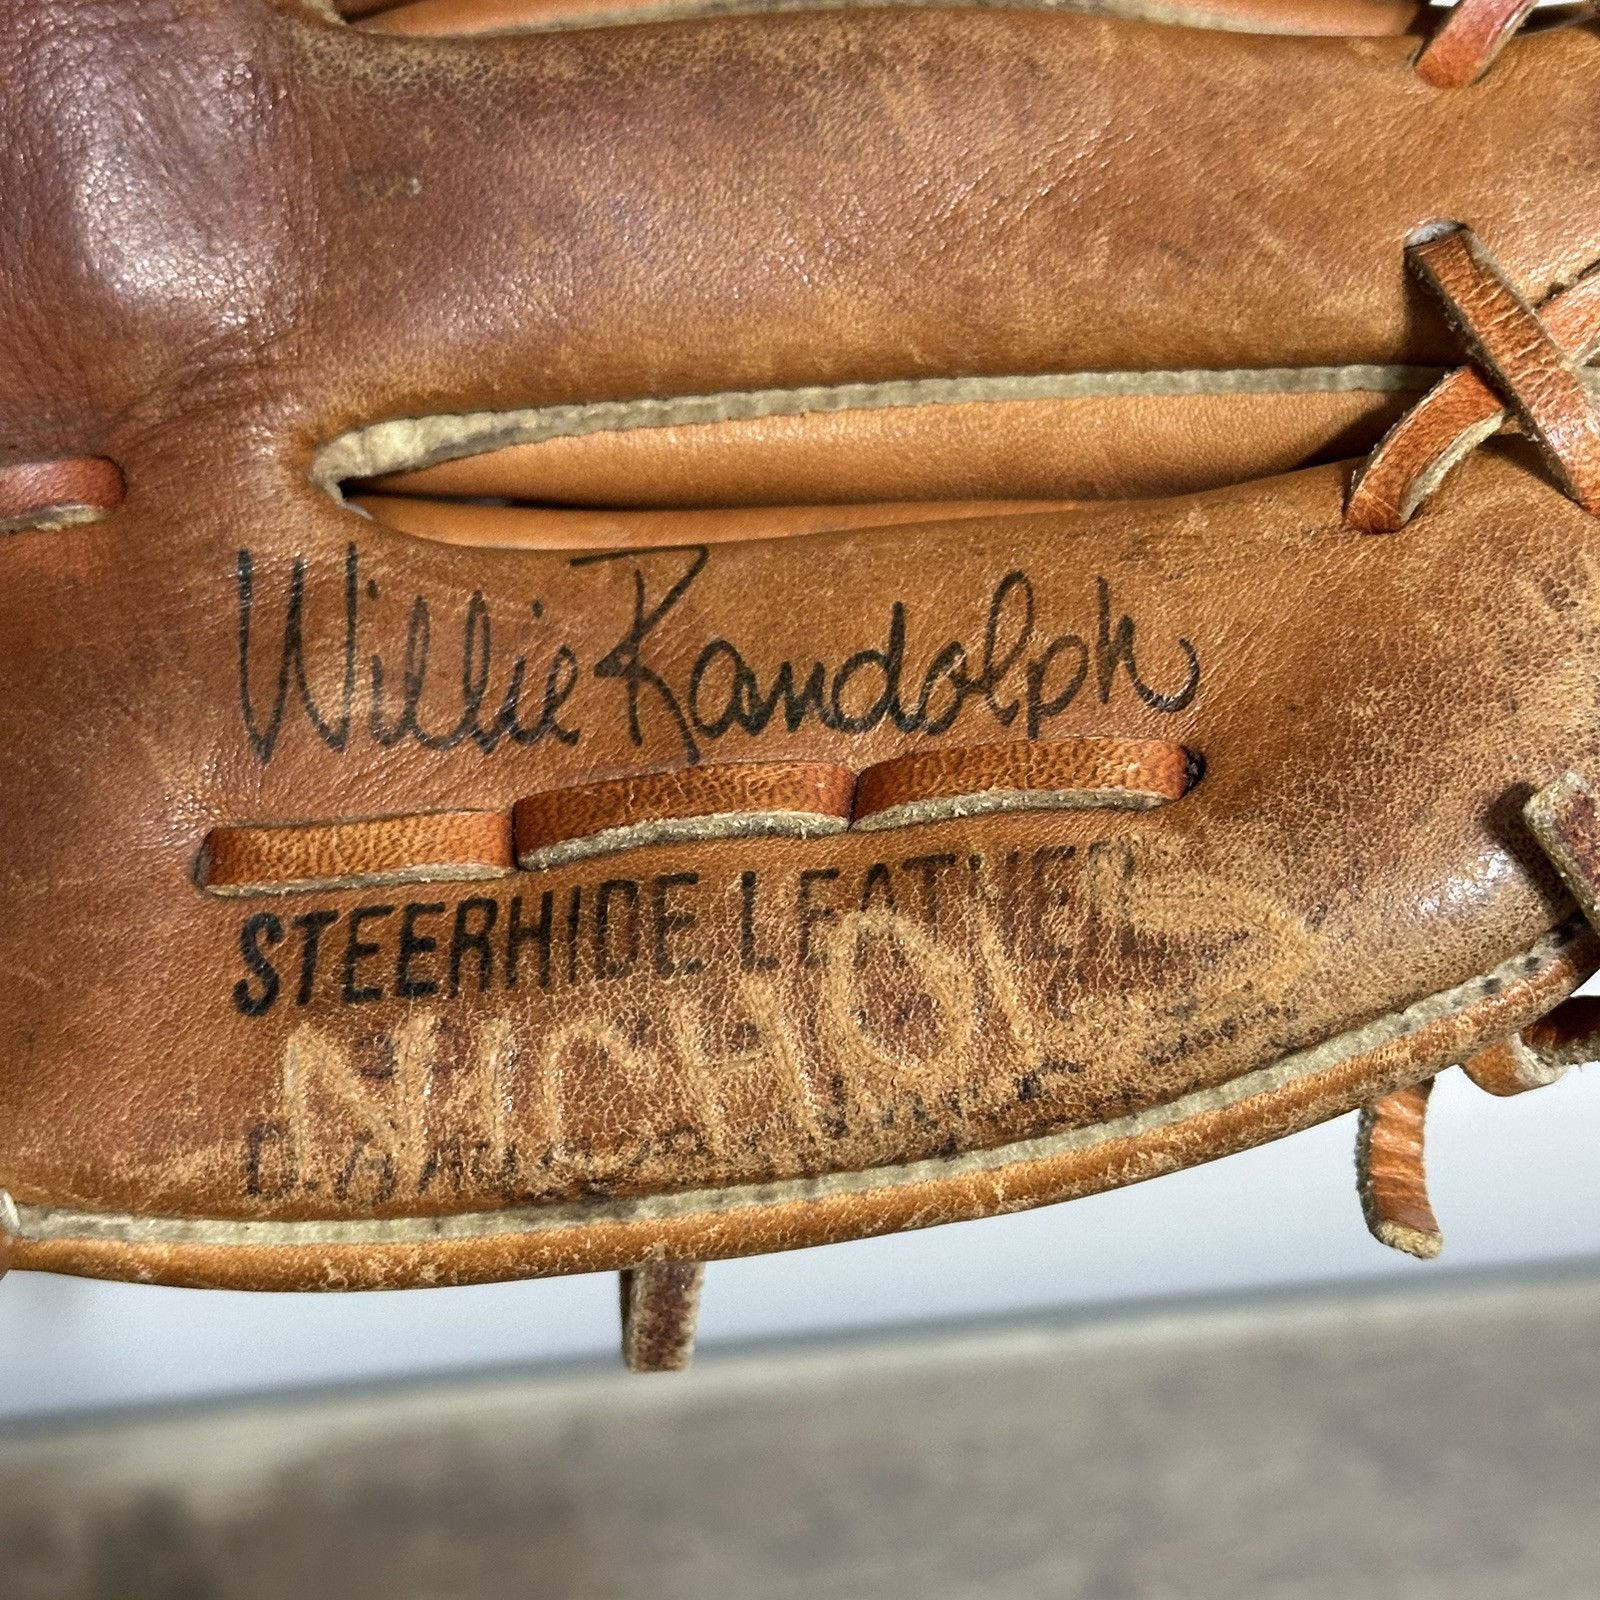 Willie Randolph
STEERHIDE LEATHER
NICHOLS